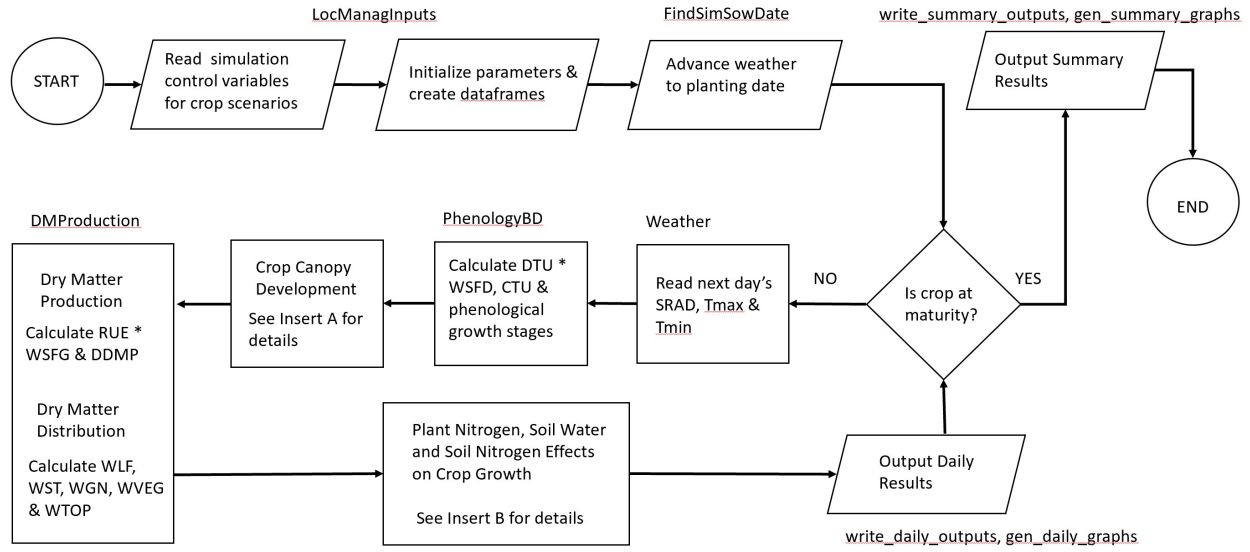 LocManagInputs
FindSimSowDate
write_summary_outputs, gen_summary_graphs
START
Read simulation
control variables
for crop scenarios
Initialize parameters &
create dataframes
Advance weather
to planting date
Output Summary
Results
END
DMProduction
PhenologyBD
Weather
Dry Matter
Production
Calculate RUE *
WSFG & DDMP
Dry Matter
Distribution
Calculate WLF,
WST, WGN, WVEG
& WTOP
Crop Canopy
Development
See Insert A for
details
Calculate DTU *
WSFD, CTU &
phenological
growth stages
Read next day’s
SRAD, Tmax &
Tmin
NO
Is crop at
maturity?
YES
Plant Nitrogen, Soil Water
and Soil Nitrogen Effects
on Crop Growth
See Insert B for details
Output Daily
Results
write_daily_outputs, gen_daily_graphs